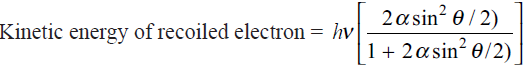 Kinetic energy of recoiled electron = hν [ 2α sin² θ / 2) / 1 + 2α sin² θ/2) ]